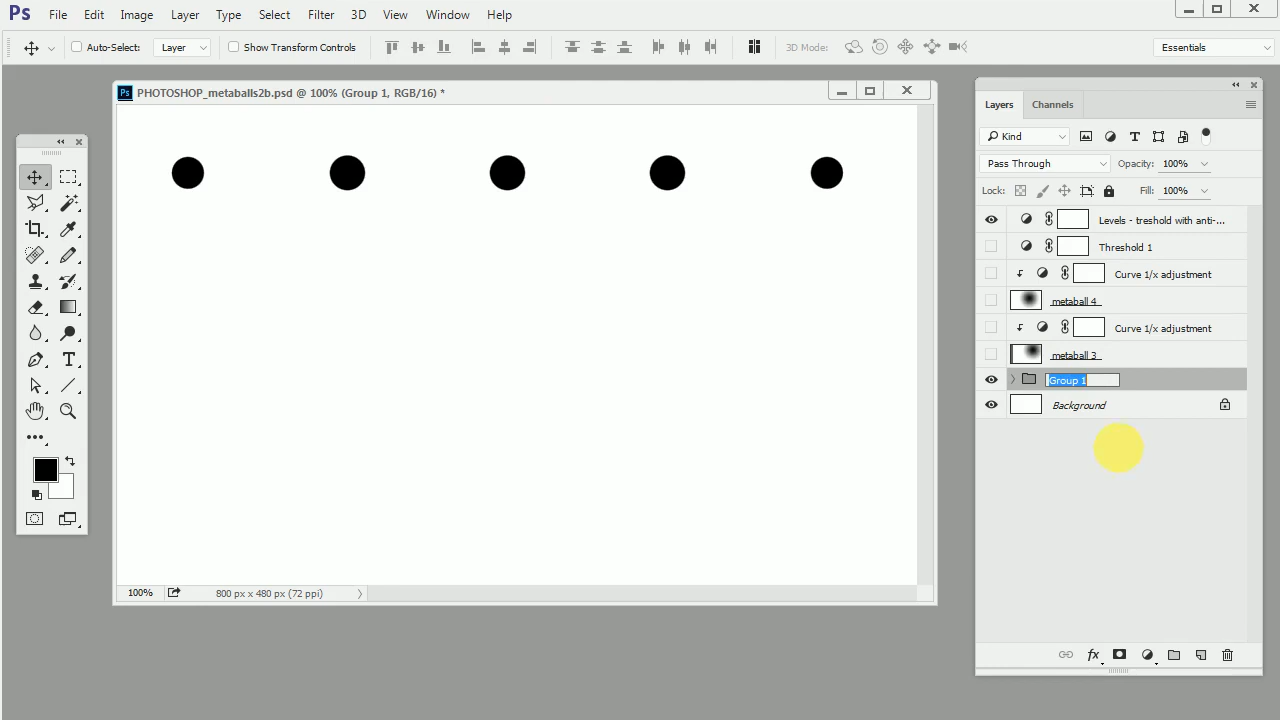 Ps File Edit Image Layer Type Select Filter 3D View Window Help
Auto-Select: Layer Show Transform Controls 3D Mode: Essentials
Ps PHOTOSHOP_metaballs2b.psd @ 100% (Group 1, RGB/16) *
Layers Channels
Kind
Pass Through Opacity: 100%
Lock: Fill: 100%
Levels - treshold with anti-...
Threshold 1
Curve 1/x adjustment
metaball 4
Curve 1/x adjustment
metaball 3
Group 1
Background
100% 800 px x 480 px (72 ppi)
fx